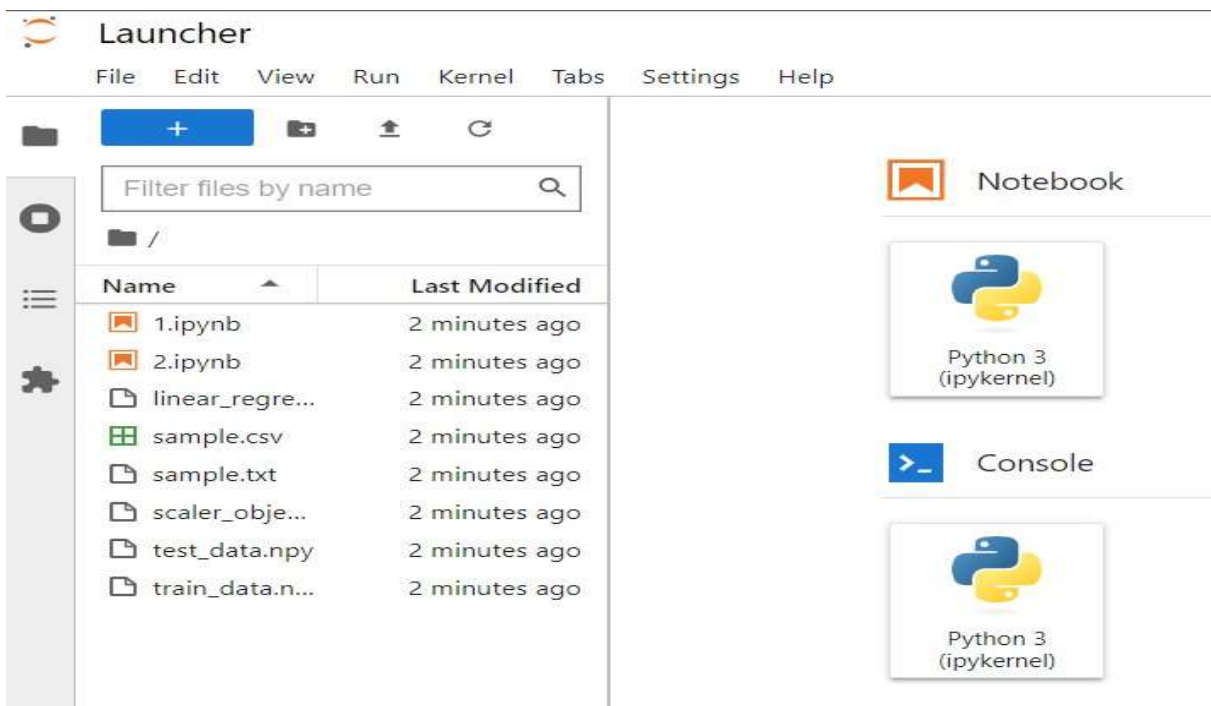 Launcher
File Edit View Run Kernel Tabs Settings Help
+
Filter files by name
/
Name Last Modified
1.ipynb 2 minutes ago
2.ipynb 2 minutes ago
linear_regre... 2 minutes ago
sample.csv 2 minutes ago
sample.txt 2 minutes ago
scaler_obje... 2 minutes ago
test_data.npy 2 minutes ago
train_data.n... 2 minutes ago
Notebook
Python 3
(ipykernel)
Console
Python 3
(ipykernel)